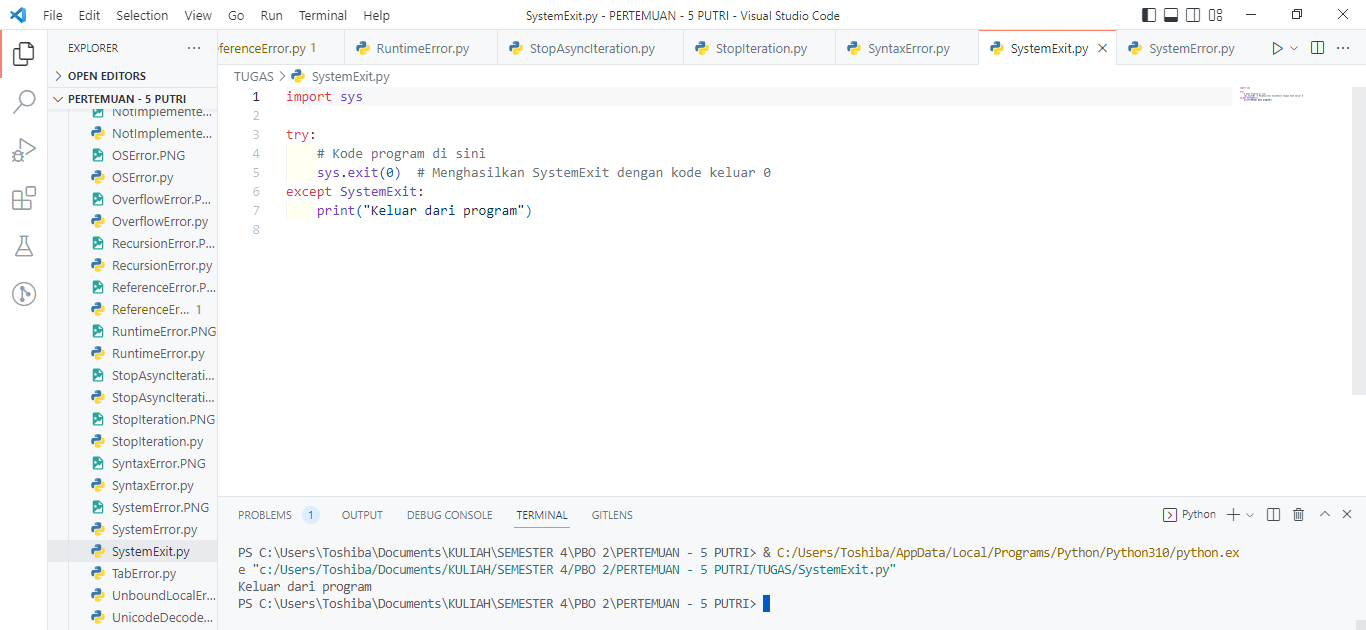 File Edit Selection View Go Run Terminal Help SystemExit.py - PERTEMUAN - 5 PUTRI - Visual Studio Code
EXPLORER
OPEN EDITORS
PERTEMUAN - 5 PUTRI
NotImplemente...
NotImplemente...
OSError.PNG
OSError.py
OverflowError.P...
OverflowError.py
RecursionError.P...
RecursionError.py
ReferenceError.P...
ReferenceEr... 1
RuntimeError.PNG
RuntimeError.py
StopAsyncIterati...
StopAsyncIterati...
StopIteration.PNG
StopIteration.py
SyntaxError.PNG
SyntaxError.py
SystemError.PNG
SystemError.py
SystemExit.py
TabError.py
UnboundLocalEr...
UnicodeDecode...
ferenceError.py 1 RuntimeError.py StopAsyncIteration.py StopIteration.py SyntaxError.py SystemExit.py SystemError.py
TUGAS > SystemExit.py
1 import sys
2
3 try:
4 # Kode program di sini
5 sys.exit(0) # Menghasilkan SystemExit dengan kode keluar 0
6 except SystemExit:
7 print("Keluar dari program")
8
PROBLEMS 1 OUTPUT DEBUG CONSOLE TERMINAL GITLENS Python
PS C:\Users\Toshiba\Documents\KULIAH\SEMESTER 4\PBO 2\PERTEMUAN - 5 PUTRI> & C:/Users/Toshiba/AppData/Local/Programs/Python/Python310/python.ex
e "c:/Users/Toshiba/Documents/KULIAH/SEMESTER 4/PBO 2/PERTEMUAN - 5 PUTRI/TUGAS/SystemExit.py"
Keluar dari program
PS C:\Users\Toshiba\Documents\KULIAH\SEMESTER 4\PBO 2\PERTEMUAN - 5 PUTRI>